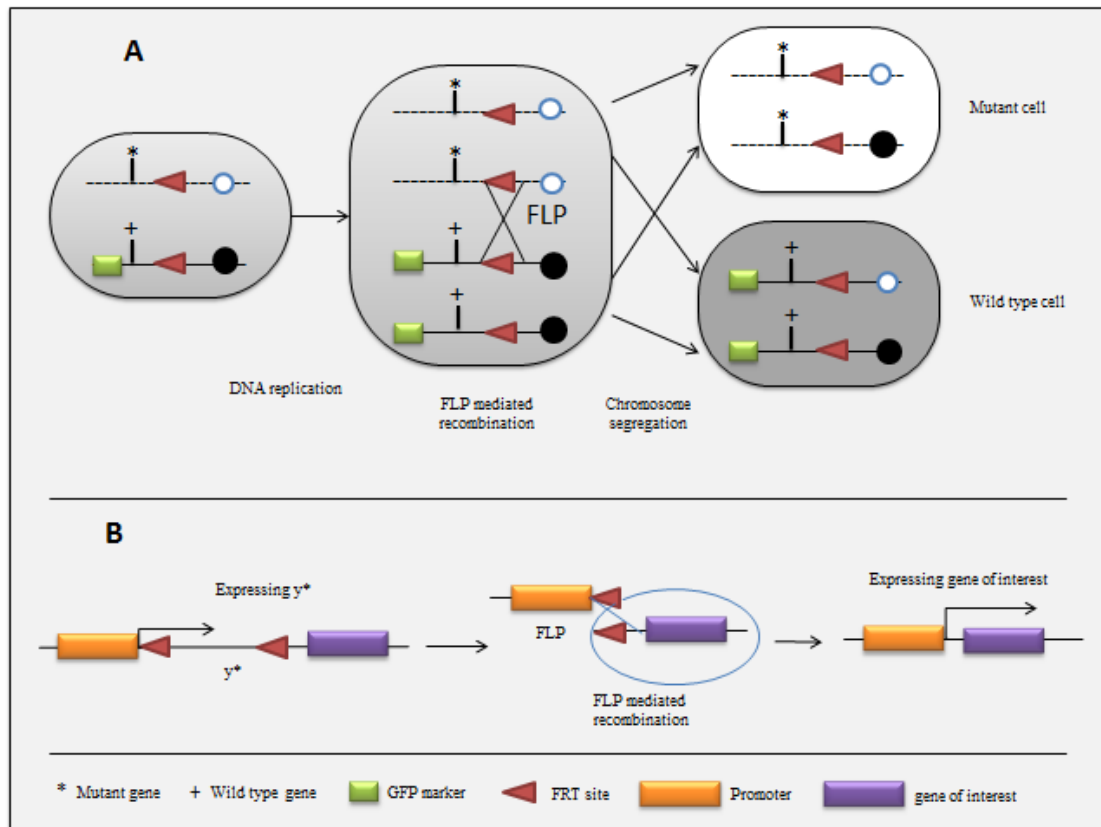 A
*
*
*
*
*
Mutant cell
+
FLP
+
+
Wild type cell
+
+
DNA replication
FLP mediated
recombination
Chromosome
segregation
B
Expressing y*
Expressing gene of interest
FLP
y*
FLP mediated
recombination
* Mutant gene
+ Wild type gene
GFP marker
FRT site
Promoter
gene of interest